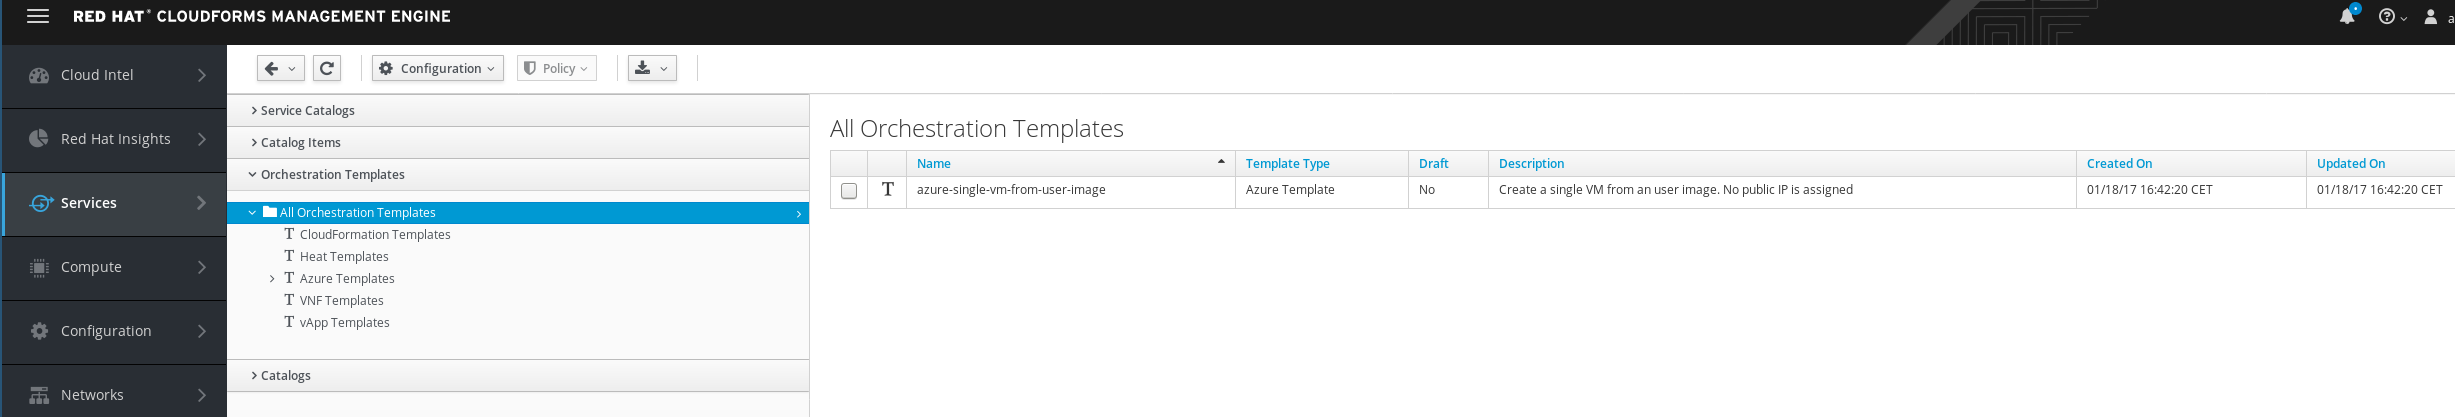 RED HAT® CLOUDFORMS MANAGEMENT ENGINE
a
Cloud Intel
Red Hat Insights
Services
Compute
Configuration
Networks
Configuration
Policy
Service Catalogs
Catalog Items
Orchestration Templates
All Orchestration Templates
T CloudFormation Templates
T Heat Templates
T Azure Templates
T VNF Templates
T vApp Templates
Catalogs
All Orchestration Templates
Name Template Type Draft Description Created On Updated On
T azure-single-vm-from-user-image Azure Template No Create a single VM from an user image. No public IP is assigned 01/18/17 16:42:20 CET 01/18/17 16:42:20 CET